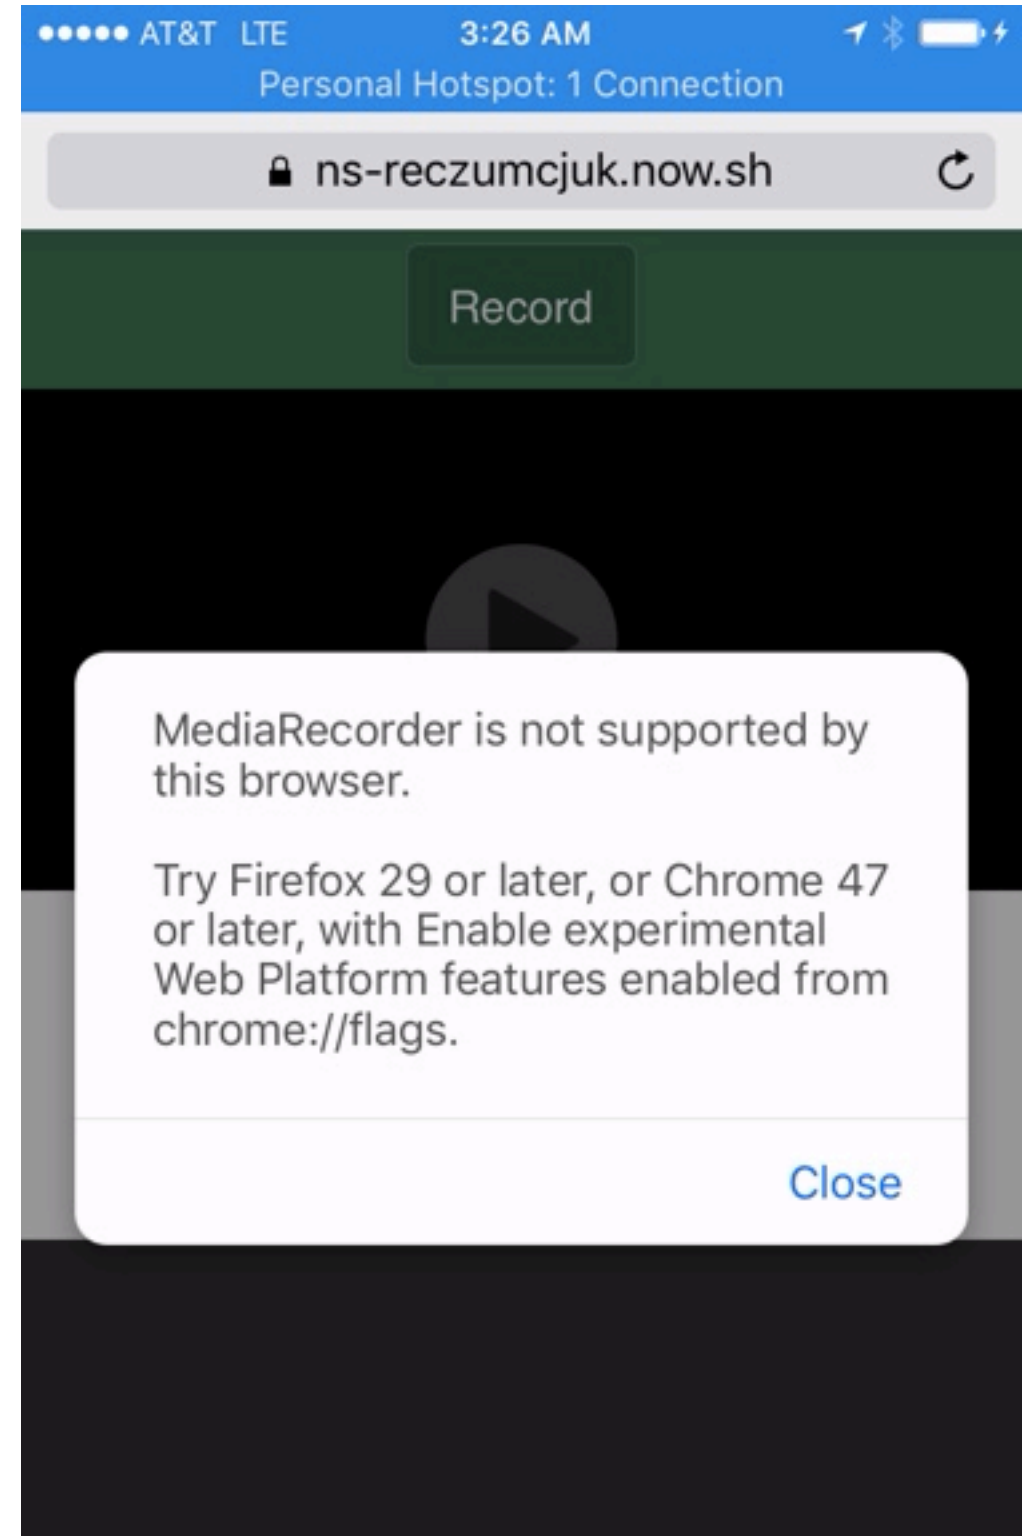 AT&T LTE 3:26 AM
Personal Hotspot: 1 Connection
ns-reczumcjuk.now.sh
Record
MediaRecorder is not supported by
this browser.
Try Firefox 29 or later, or Chrome 47
or later, with Enable experimental
Web Platform features enabled from
chrome://flags.
Close